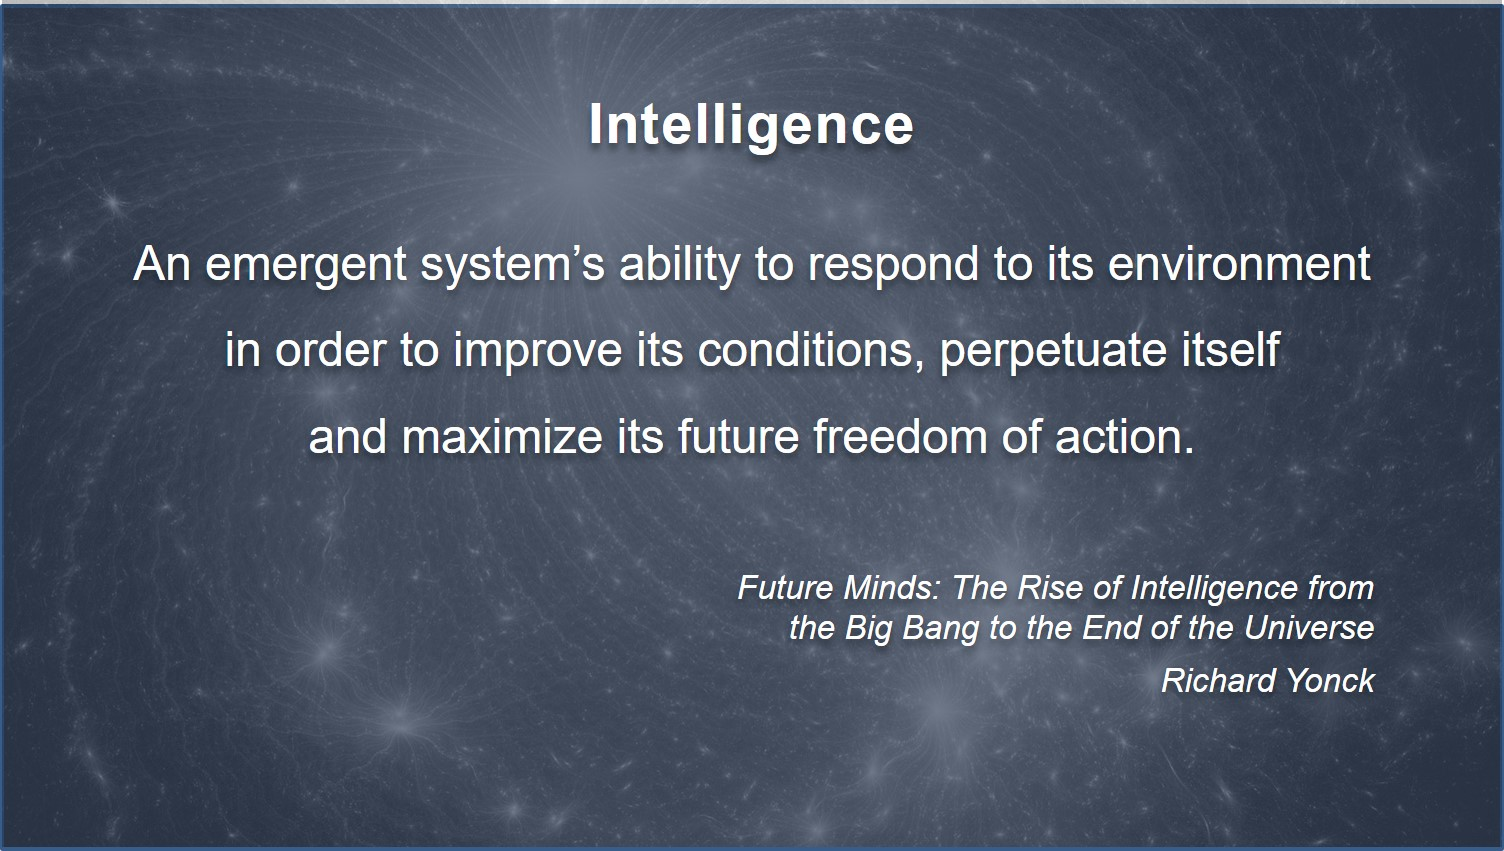 Intelligence
An emergent system’s ability to respond to its environment
in order to improve its conditions, perpetuate itself
and maximize its future freedom of action.
Future Minds: The Rise of Intelligence from
the Big Bang to the End of the Universe
Richard Yonck